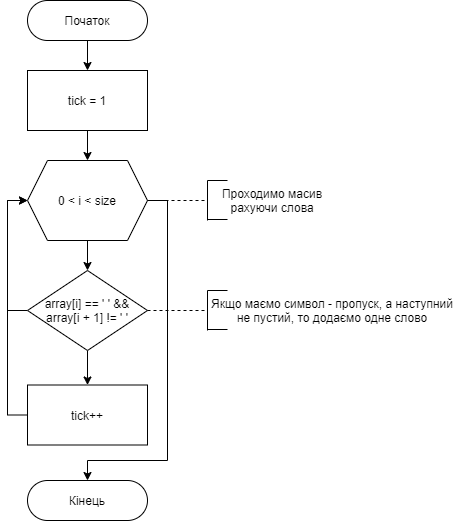 Початок
tick = 1
0 < i < size
Проходимо масив
рахуючи слова
array[i] == ' ' &&
array[i + 1] != ' '
Якщо маємо символ - пропуск, а наступний
не пустий, то додаємо одне слово
tick++
Кінець